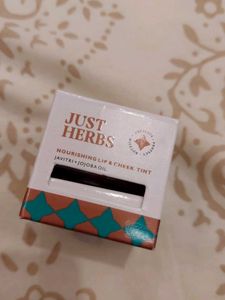 JUST
HERBS
NOURISHING LIP & CHEEK TINT
JAVITRI • JOJOBA OIL